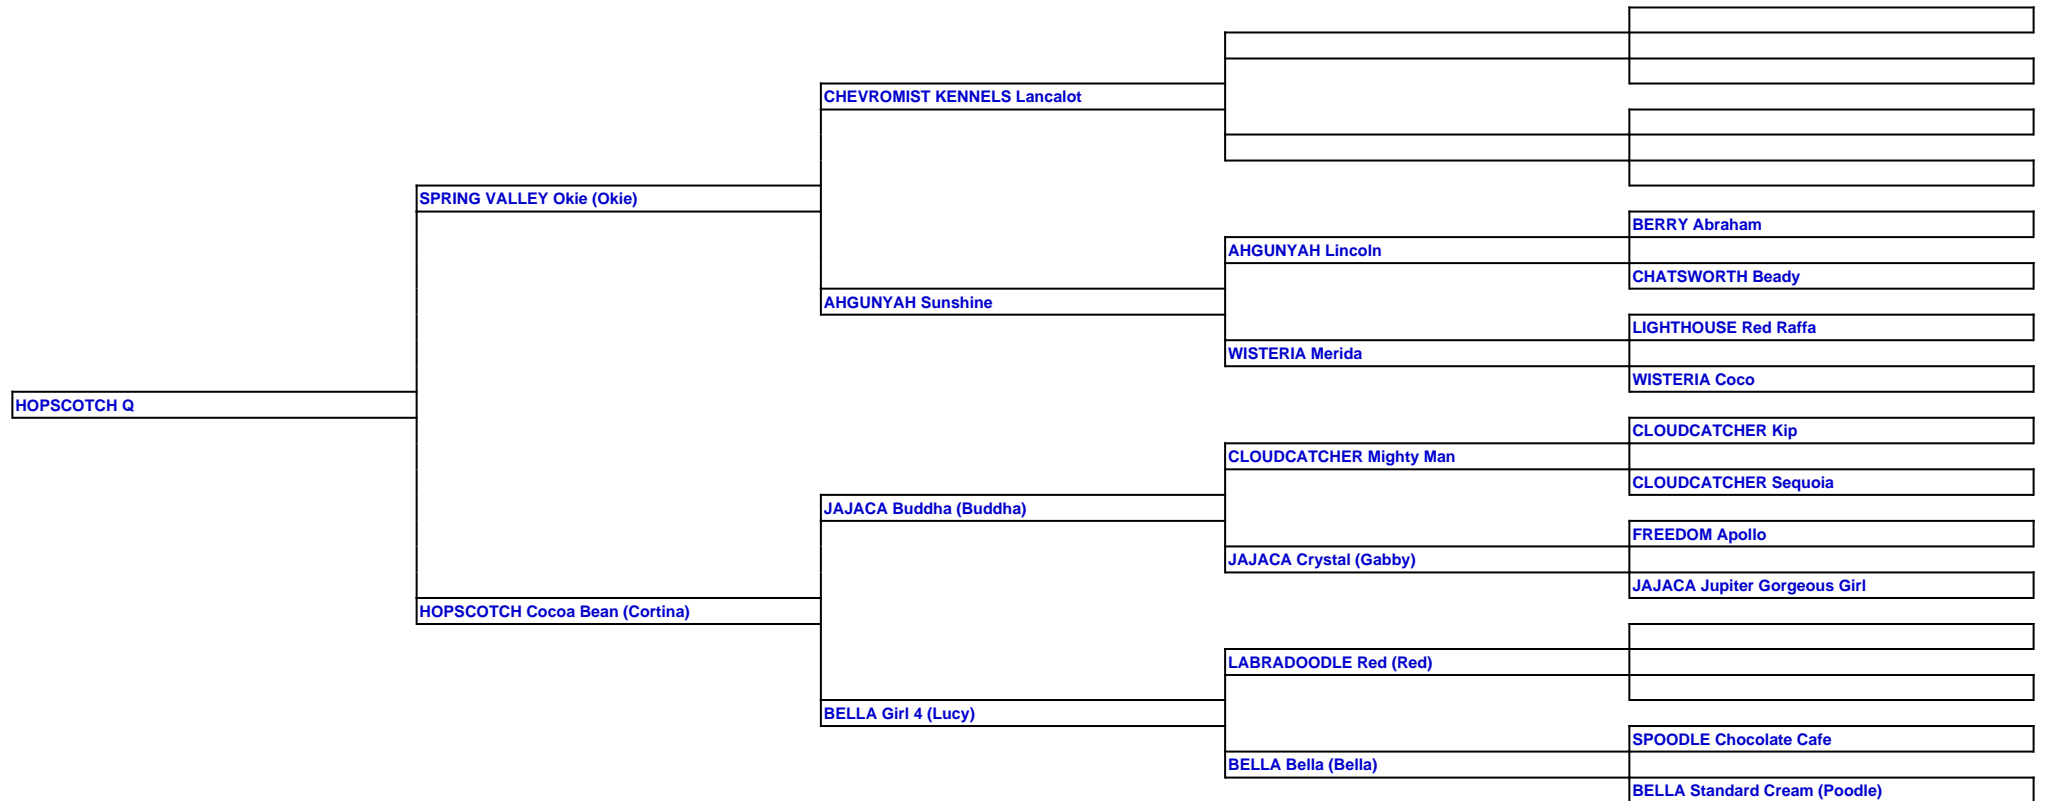 CHEVROMIST KENNELS Lancalot
SPRING VALLEY Okie (Okie)
BERRY Abraham
AHGUNYAH Lincoln
CHATSWORTH Beady
AHGUNYAH Sunshine
LIGHTHOUSE Red Raffa
WISTERIA Merida
WISTERIA Coco
HOPSCOTCH Q
CLOUDCATCHER Kip
CLOUDCATCHER Mighty Man
CLOUDCATCHER Sequoia
JAJACA Buddha (Buddha)
FREEDOM Apollo
JAJACA Crystal (Gabby)
JAJACA Jupiter Gorgeous Girl
HOPSCOTCH Cocoa Bean (Cortina)
LABRADOODLE Red (Red)
BELLA Girl 4 (Lucy)
SPOODLE Chocolate Cafe
BELLA Bella (Bella)
BELLA Standard Cream (Poodle)